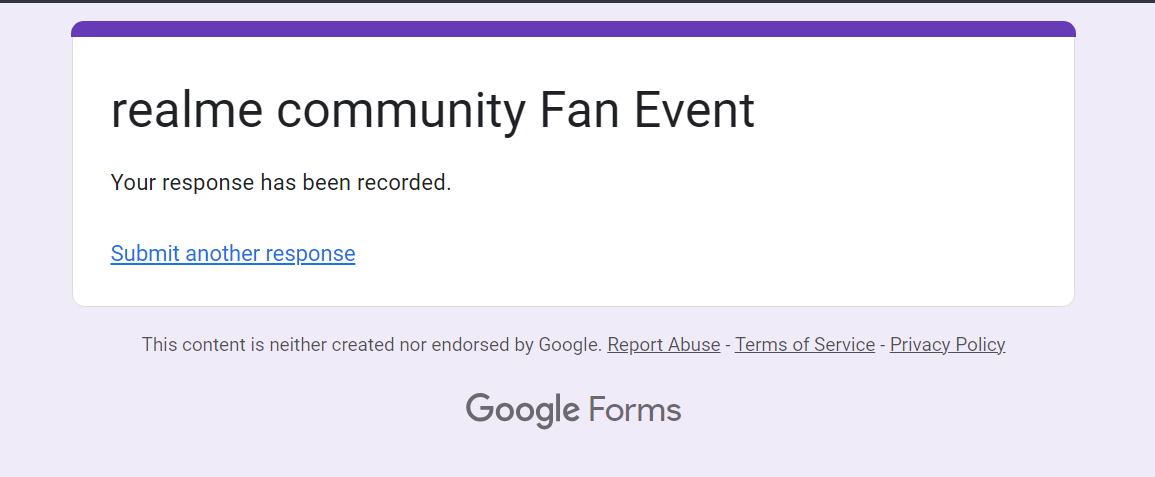 realme community Fan Event
Your response has been recorded.
Submit another response
This content is neither created nor endorsed by Google. Report Abuse - Terms of Service - Privacy Policy
Google Forms